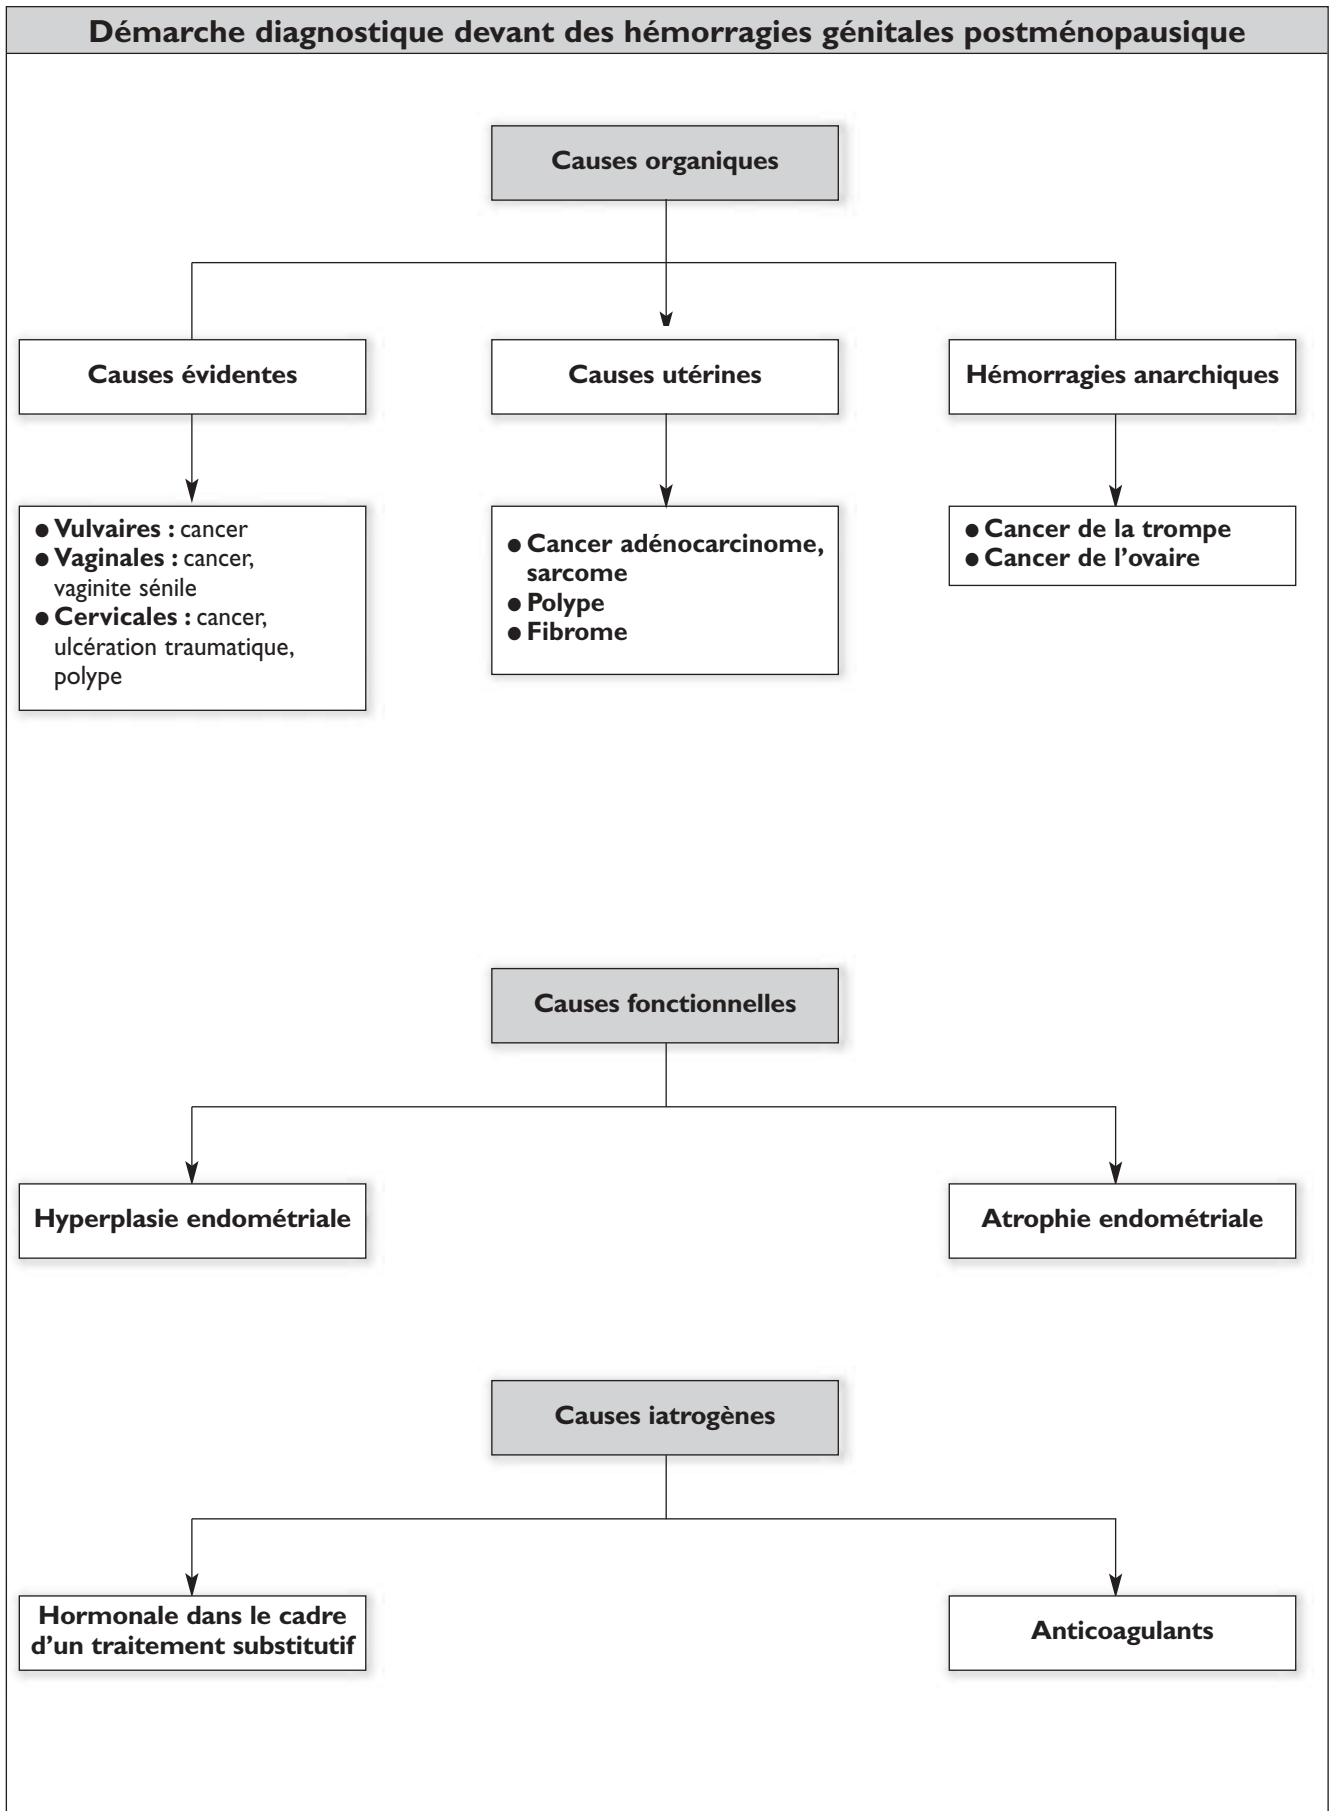 Démarche diagnostique devant des hémorragies génitales postménopausique
Causes organiques
Causes évidentes
Causes utérines
Hémorragies anarchiques
● Vulvaires : cancer
● Vaginales : cancer,
vaginite sénile
● Cervicales : cancer,
ulcération traumatique,
polype
● Cancer adénocarcinome,
sarcome
● Polype
● Fibrome
● Cancer de la trompe
● Cancer de l’ovaire
Causes fonctionnelles
Hyperplasie endométriale
Atrophie endométriale
Causes iatrogènes
Hormonale dans le cadre
d’un traitement substitutif
Anticoagulants